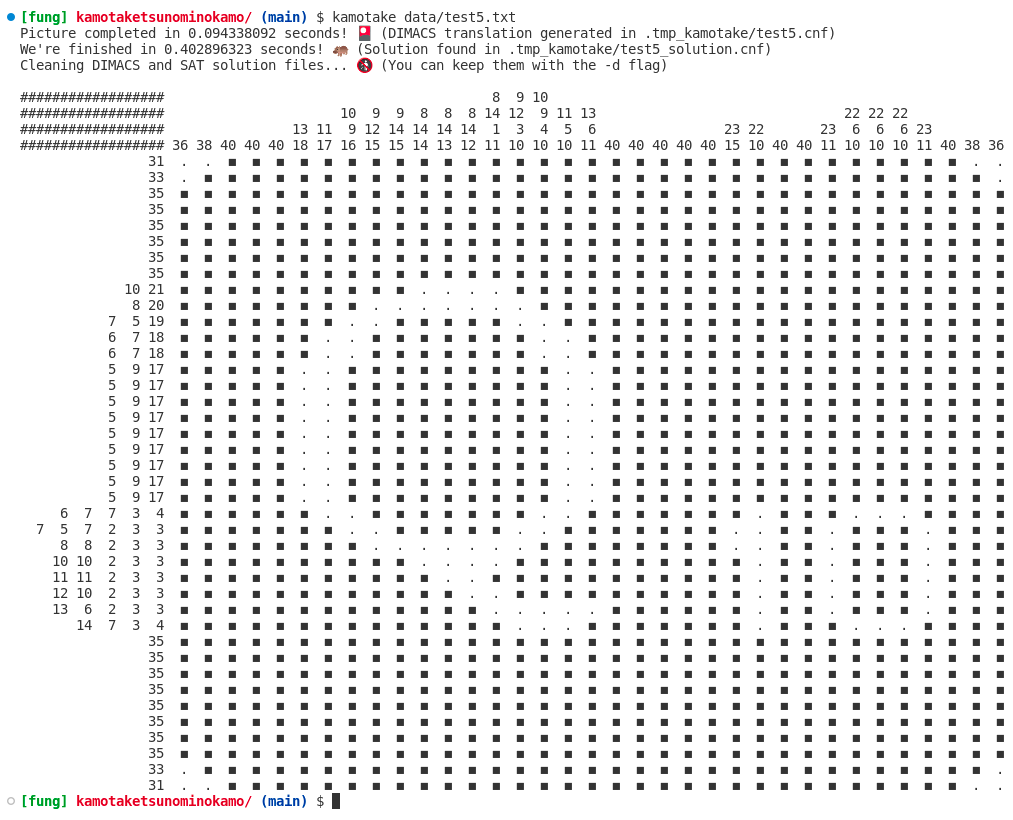 [fung] kamotaketsunominokamo/ (main) $ kamotake data/test5.txt
Picture completed in 0.094338092 seconds! 🎴 (DIMACS translation generated in .tmp_kamotake/test5.cnf)
We're finished in 0.402896323 seconds! 🦛 (Solution found in .tmp_kamotake/test5_solution.cnf)
Cleaning DIMACS and SAT solution files... 🚯 (You can keep them with the -d flag)
################## 8 9 10
################## 10 9 9 8 8 8 14 12 9 11 13 22 22 22
################## 13 11 9 12 14 14 14 14 1 3 4 5 6 23 22 23 6 6 6 23
################## 36 38 40 40 40 18 17 16 15 15 14 13 12 11 10 10 10 11 40 40 40 40 40 15 10 40 40 11 10 10 10 11 40 38 36
31 . . ■ ■ ■ ■ ■ ■ ■ ■ ■ ■ ■ ■ ■ ■ ■ ■ ■ ■ ■ ■ ■ ■ ■ ■ ■ ■ ■ ■ ■ ■ ■ . .
33 . ■ ■ ■ ■ ■ ■ ■ ■ ■ ■ ■ ■ ■ ■ ■ ■ ■ ■ ■ ■ ■ ■ ■ ■ ■ ■ ■ ■ ■ ■ ■ ■ ■ .
35 ■ ■ ■ ■ ■ ■ ■ ■ ■ ■ ■ ■ ■ ■ ■ ■ ■ ■ ■ ■ ■ ■ ■ ■ ■ ■ ■ ■ ■ ■ ■ ■ ■ ■ ■
35 ■ ■ ■ ■ ■ ■ ■ ■ ■ ■ ■ ■ ■ ■ ■ ■ ■ ■ ■ ■ ■ ■ ■ ■ ■ ■ ■ ■ ■ ■ ■ ■ ■ ■ ■
35 ■ ■ ■ ■ ■ ■ ■ ■ ■ ■ ■ ■ ■ ■ ■ ■ ■ ■ ■ ■ ■ ■ ■ ■ ■ ■ ■ ■ ■ ■ ■ ■ ■ ■ ■
35 ■ ■ ■ ■ ■ ■ ■ ■ ■ ■ ■ ■ ■ ■ ■ ■ ■ ■ ■ ■ ■ ■ ■ ■ ■ ■ ■ ■ ■ ■ ■ ■ ■ ■ ■
35 ■ ■ ■ ■ ■ ■ ■ ■ ■ ■ ■ ■ ■ ■ ■ ■ ■ ■ ■ ■ ■ ■ ■ ■ ■ ■ ■ ■ ■ ■ ■ ■ ■ ■ ■
35 ■ ■ ■ ■ ■ ■ ■ ■ ■ ■ ■ ■ ■ ■ ■ ■ ■ ■ ■ ■ ■ ■ ■ ■ ■ ■ ■ ■ ■ ■ ■ ■ ■ ■ ■
10 21 ■ ■ ■ ■ ■ ■ ■ ■ ■ ■ . . . . ■ ■ ■ ■ ■ ■ ■ ■ ■ ■ ■ ■ ■ ■ ■ ■ ■ ■ ■ ■ ■
8 20 ■ ■ ■ ■ ■ ■ ■ ■ . . . . . . . ■ ■ ■ ■ ■ ■ ■ ■ ■ ■ ■ ■ ■ ■ ■ ■ ■ ■ ■ ■
7 5 19 ■ ■ ■ ■ ■ ■ ■ . . ■ ■ ■ ■ ■ . . ■ ■ ■ ■ ■ ■ ■ ■ ■ ■ ■ ■ ■ ■ ■ ■ ■ ■ ■
6 7 18 ■ ■ ■ ■ ■ ■ . . ■ ■ ■ ■ ■ ■ ■ . . ■ ■ ■ ■ ■ ■ ■ ■ ■ ■ ■ ■ ■ ■ ■ ■ ■ ■
6 7 18 ■ ■ ■ ■ ■ ■ . . ■ ■ ■ ■ ■ ■ ■ . . ■ ■ ■ ■ ■ ■ ■ ■ ■ ■ ■ ■ ■ ■ ■ ■ ■ ■
5 9 17 ■ ■ ■ ■ ■ . . ■ ■ ■ ■ ■ ■ ■ ■ ■ . . ■ ■ ■ ■ ■ ■ ■ ■ ■ ■ ■ ■ ■ ■ ■ ■ ■
5 9 17 ■ ■ ■ ■ ■ . . ■ ■ ■ ■ ■ ■ ■ ■ ■ . . ■ ■ ■ ■ ■ ■ ■ ■ ■ ■ ■ ■ ■ ■ ■ ■ ■
5 9 17 ■ ■ ■ ■ ■ . . ■ ■ ■ ■ ■ ■ ■ ■ ■ . . ■ ■ ■ ■ ■ ■ ■ ■ ■ ■ ■ ■ ■ ■ ■ ■ ■
5 9 17 ■ ■ ■ ■ ■ . . ■ ■ ■ ■ ■ ■ ■ ■ ■ . . ■ ■ ■ ■ ■ ■ ■ ■ ■ ■ ■ ■ ■ ■ ■ ■ ■
5 9 17 ■ ■ ■ ■ ■ . . ■ ■ ■ ■ ■ ■ ■ ■ ■ . . ■ ■ ■ ■ ■ ■ ■ ■ ■ ■ ■ ■ ■ ■ ■ ■ ■
5 9 17 ■ ■ ■ ■ ■ . . ■ ■ ■ ■ ■ ■ ■ ■ ■ . . ■ ■ ■ ■ ■ ■ ■ ■ ■ ■ ■ ■ ■ ■ ■ ■ ■
5 9 17 ■ ■ ■ ■ ■ . . ■ ■ ■ ■ ■ ■ ■ ■ ■ . . ■ ■ ■ ■ ■ ■ ■ ■ ■ ■ ■ ■ ■ ■ ■ ■ ■
5 9 17 ■ ■ ■ ■ ■ . . ■ ■ ■ ■ ■ ■ ■ ■ ■ . . ■ ■ ■ ■ ■ ■ ■ ■ ■ ■ ■ ■ ■ ■ ■ ■ ■
5 9 17 ■ ■ ■ ■ ■ . . ■ ■ ■ ■ ■ ■ ■ ■ ■ . . ■ ■ ■ ■ ■ ■ ■ ■ ■ ■ ■ ■ ■ ■ ■ ■ ■
6 7 7 3 4 ■ ■ ■ ■ ■ ■ . . ■ ■ ■ ■ ■ ■ ■ . . ■ ■ ■ ■ ■ ■ ■ . ■ ■ ■ . . . ■ ■ ■ ■
7 5 7 2 3 3 ■ ■ ■ ■ ■ ■ ■ . . ■ ■ ■ ■ ■ . . ■ ■ ■ ■ ■ ■ ■ . . ■ ■ . ■ ■ ■ . ■ ■ ■
8 8 2 3 3 ■ ■ ■ ■ ■ ■ ■ ■ . . . . . . . ■ ■ ■ ■ ■ ■ ■ ■ . . ■ ■ . ■ ■ ■ . ■ ■ ■
10 10 2 3 3 ■ ■ ■ ■ ■ ■ ■ ■ ■ ■ . . . . ■ ■ ■ ■ ■ ■ ■ ■ ■ ■ . ■ ■ . ■ ■ ■ . ■ ■ ■
11 11 2 3 3 ■ ■ ■ ■ ■ ■ ■ ■ ■ ■ ■ . . ■ ■ ■ ■ ■ ■ ■ ■ ■ ■ ■ . ■ ■ . ■ ■ ■ . ■ ■ ■
12 10 2 3 3 ■ ■ ■ ■ ■ ■ ■ ■ ■ ■ ■ ■ . . ■ ■ ■ ■ ■ ■ ■ ■ ■ ■ . ■ ■ . ■ ■ ■ . ■ ■ ■
13 6 2 3 3 ■ ■ ■ ■ ■ ■ ■ ■ ■ ■ ■ ■ ■ . . . . . ■ ■ ■ ■ ■ ■ . ■ ■ . ■ ■ ■ . ■ ■ ■
14 7 3 4 ■ ■ ■ ■ ■ ■ ■ ■ ■ ■ ■ ■ ■ ■ . . . ■ ■ ■ ■ ■ ■ ■ . ■ ■ ■ . . . ■ ■ ■ ■
35 ■ ■ ■ ■ ■ ■ ■ ■ ■ ■ ■ ■ ■ ■ ■ ■ ■ ■ ■ ■ ■ ■ ■ ■ ■ ■ ■ ■ ■ ■ ■ ■ ■ ■ ■
35 ■ ■ ■ ■ ■ ■ ■ ■ ■ ■ ■ ■ ■ ■ ■ ■ ■ ■ ■ ■ ■ ■ ■ ■ ■ ■ ■ ■ ■ ■ ■ ■ ■ ■ ■
35 ■ ■ ■ ■ ■ ■ ■ ■ ■ ■ ■ ■ ■ ■ ■ ■ ■ ■ ■ ■ ■ ■ ■ ■ ■ ■ ■ ■ ■ ■ ■ ■ ■ ■ ■
35 ■ ■ ■ ■ ■ ■ ■ ■ ■ ■ ■ ■ ■ ■ ■ ■ ■ ■ ■ ■ ■ ■ ■ ■ ■ ■ ■ ■ ■ ■ ■ ■ ■ ■ ■
35 ■ ■ ■ ■ ■ ■ ■ ■ ■ ■ ■ ■ ■ ■ ■ ■ ■ ■ ■ ■ ■ ■ ■ ■ ■ ■ ■ ■ ■ ■ ■ ■ ■ ■ ■
35 ■ ■ ■ ■ ■ ■ ■ ■ ■ ■ ■ ■ ■ ■ ■ ■ ■ ■ ■ ■ ■ ■ ■ ■ ■ ■ ■ ■ ■ ■ ■ ■ ■ ■ ■
35 ■ ■ ■ ■ ■ ■ ■ ■ ■ ■ ■ ■ ■ ■ ■ ■ ■ ■ ■ ■ ■ ■ ■ ■ ■ ■ ■ ■ ■ ■ ■ ■ ■ ■ ■
35 ■ ■ ■ ■ ■ ■ ■ ■ ■ ■ ■ ■ ■ ■ ■ ■ ■ ■ ■ ■ ■ ■ ■ ■ ■ ■ ■ ■ ■ ■ ■ ■ ■ ■ ■
33 . ■ ■ ■ ■ ■ ■ ■ ■ ■ ■ ■ ■ ■ ■ ■ ■ ■ ■ ■ ■ ■ ■ ■ ■ ■ ■ ■ ■ ■ ■ ■ ■ ■ .
31 . . ■ ■ ■ ■ ■ ■ ■ ■ ■ ■ ■ ■ ■ ■ ■ ■ ■ ■ ■ ■ ■ ■ ■ ■ ■ ■ ■ ■ ■ ■ ■ . .
[fung] kamotaketsunominokamo/ (main) $